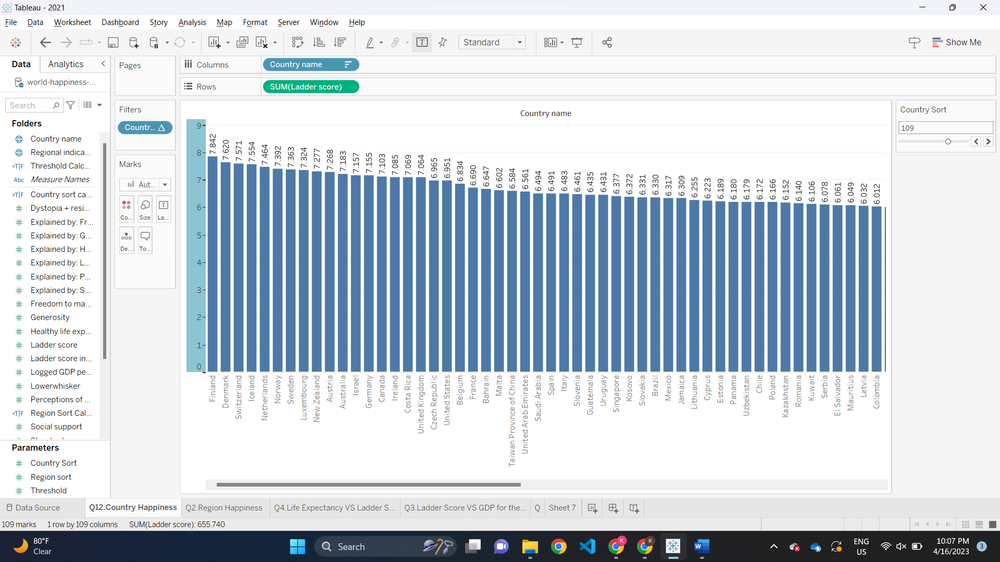 Tableau - 2021
File Data Worksheet Dashboard Story Analysis Map Format Server Window Help
Standard
Show Me
Data Analytics
world-happiness-...
Search
Folders
Country name
Regional indica...
=T|F Threshold Calc...
Abc Measure Names
=T|F Country sort ca...
# Dystopia + resi...
# Explained by: Fr...
# Explained by: G...
# Explained by: H...
# Explained by: L...
# Explained by: P...
# Explained by: S...
# Freedom to ma...
# Generosity
# Healthy life exp...
# Ladder score
# Ladder score in...
# Logged GDP pe...
# Lowerwhisker
# Perceptions of ...
=T|F Region Sort Cal...
# Social support
Parameters
# Country Sort
# Region sort
# Threshold
Pages
Filters
Countr.. Δ
Marks
Aut...
Co... Size La...
De... To...
Columns Country name
Rows SUM(Ladder score)
Country name
9
8
7
6
5
4
3
2
1
0
7.842 7.620 7.571 7.554 7.464 7.392 7.363 7.324 7.277 7.268 7.183 7.157 7.155 7.103 7.085 7.069 7.064 6.965 6.951 6.834 6.690 6.647 6.602 6.584 6.561 6.494 6.491 6.483 6.461 6.435 6.431 6.377 6.372 6.331 6.330 6.317 6.309 6.255 6.223 6.189 6.180 6.179 6.172 6.166 6.152 6.140 6.106 6.078 6.061 6.049 6.032 6.012
Finland
Denmark
Switzerland
Iceland
Netherlands
Norway
Sweden
Luxembourg
New Zealand
Austria
Australia
Israel
Germany
Canada
Ireland
Costa Rica
United Kingdom
Czech Republic
United States
Belgium
France
Bahrain
Malta
Taiwan Province of China
United Arab Emirates
Saudi Arabia
Spain
Italy
Slovenia
Guatemala
Uruguay
Singapore
Kosovo
Slovakia
Brazil
Mexico
Jamaica
Lithuania
Cyprus
Estonia
Panama
Uzbekistan
Chile
Poland
Kazakhstan
Romania
Kuwait
Serbia
El Salvador
Mauritius
Latvia
Colombia
Country Sort
109
Data Source Q12.Country Happiness Q2.Region Happiness Q4.Life Expectancy VS Ladder S... Q3.Ladder Score VS GDP for the... Q Sheet 7
109 marks 1 row by 109 columns SUM(Ladder score): 655.740
80°F
Clear
Search
K
K
W
ENG
US
10:07 PM
4/16/2023
3